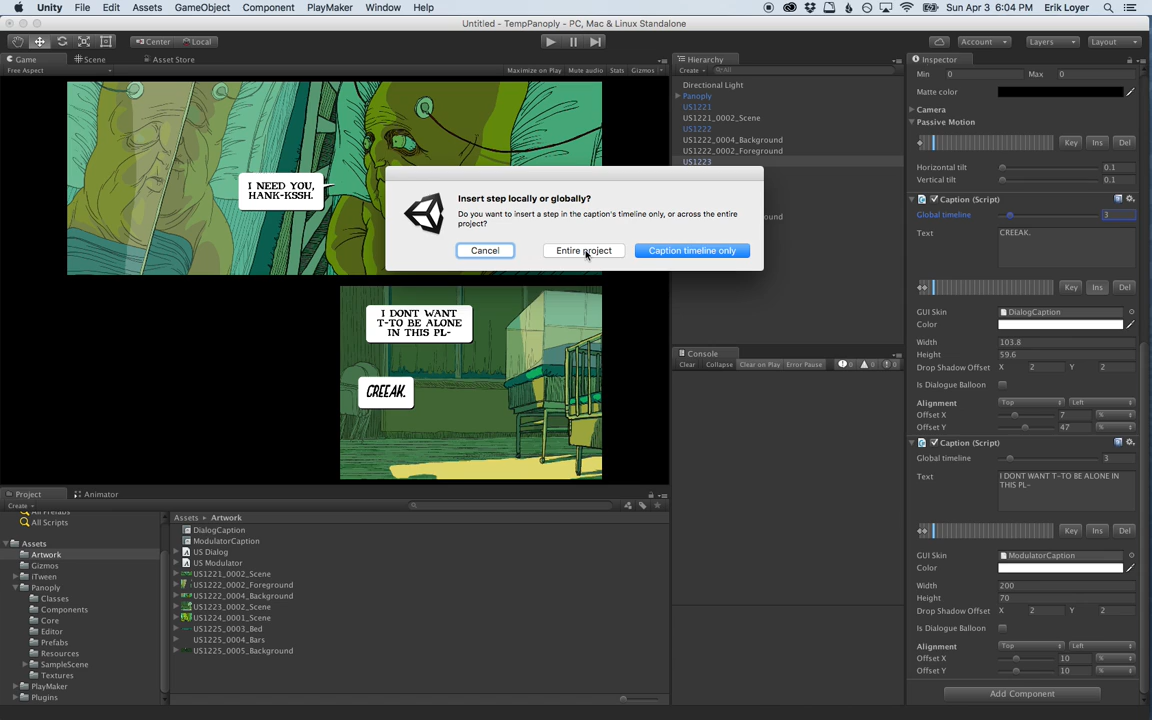 Unity File Edit Assets GameObject Component PlayMaker Window Help
Sun Apr 3 6:04 PM Erik Loyer
Untitled - TempPanoply - PC, Mac & Linux Standalone
Center Local
Account Layers Layout
Game Scene Asset Store
Free Aspect
Maximize on Play Mute audio Stats Gizmos
Hierarchy
Create All
Directional Light
Panoply
US1221
US1221_0002_Scene
US1222
US1222_0004_Background
US1222_0002_Foreground
US1223
I NEED YOU,
HANK-KSSH.
I DONT WANT
T-TO BE ALONE
IN THIS PL-
CREEAK.
Insert step locally or globally?
Do you want to insert a step in the caption's timeline only, or across the entire
project?
Cancel Entire project Caption timeline only
Console
Clear Collapse Clear on Play Error Pause 0 0 0
Project Animator
Create
All Prefabs
All Scripts
Assets
Artwork
Gizmos
iTween
Panoply
Classes
Components
Core
Editor
Prefabs
Resources
SampleScene
Textures
PlayMaker
Plugins
Assets Artwork
DialogCaption
ModulatorCaption
US Dialog
US Modulator
US1221_0002_Scene
US1222_0002_Foreground
US1222_0004_Background
US1223_0002_Scene
US1224_0001_Scene
US1225_0003_Bed
US1225_0004_Bars
US1225_0005_Background
Inspector
Min 0 Max 0
Matte color
Camera
Passive Motion
Key Ins Del
Horizontal tilt 0.1
Vertical tilt 0.1
Caption (Script)
Global timeline 3
Text CREEAK.
Key Ins Del
GUI Skin DialogCaption
Color
Width 103.8
Height 59.6
Drop Shadow Offset X 2 Y 2
Is Dialogue Balloon
Alignment Top Left
Offset X 7 %
Offset Y 47 %
Caption (Script)
Global timeline 3
Text I DONT WANT T-TO BE ALONE IN
THIS PL-
Key Ins Del
GUI Skin ModulatorCaption
Color
Width 200
Height 70
Drop Shadow Offset X 2 Y 2
Is Dialogue Balloon
Alignment Top Left
Offset X 10 %
Offset Y 10 %
Add Component